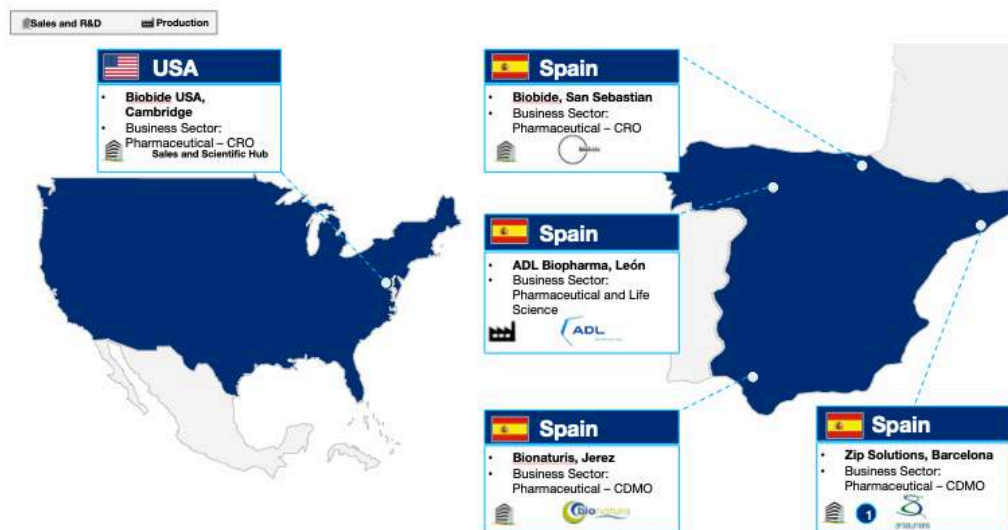 Sales and R&D
Production
USA
• Biobide USA,
Cambridge
• Business Sector:
Pharmaceutical – CRO
Sales and Scientific Hub
Spain
• Biobide, San Sebastian
• Business Sector:
Pharmaceutical – CRO
Spain
• ADL Biopharma, León
• Business Sector:
Pharmaceutical and Life
Science
ADL
Spain
• Bionaturis, Jerez
• Business Sector:
Pharmaceutical – CDMO
bionaturis
Spain
• Zip Solutions, Barcelona
• Business Sector:
Pharmaceutical – CDMO
1